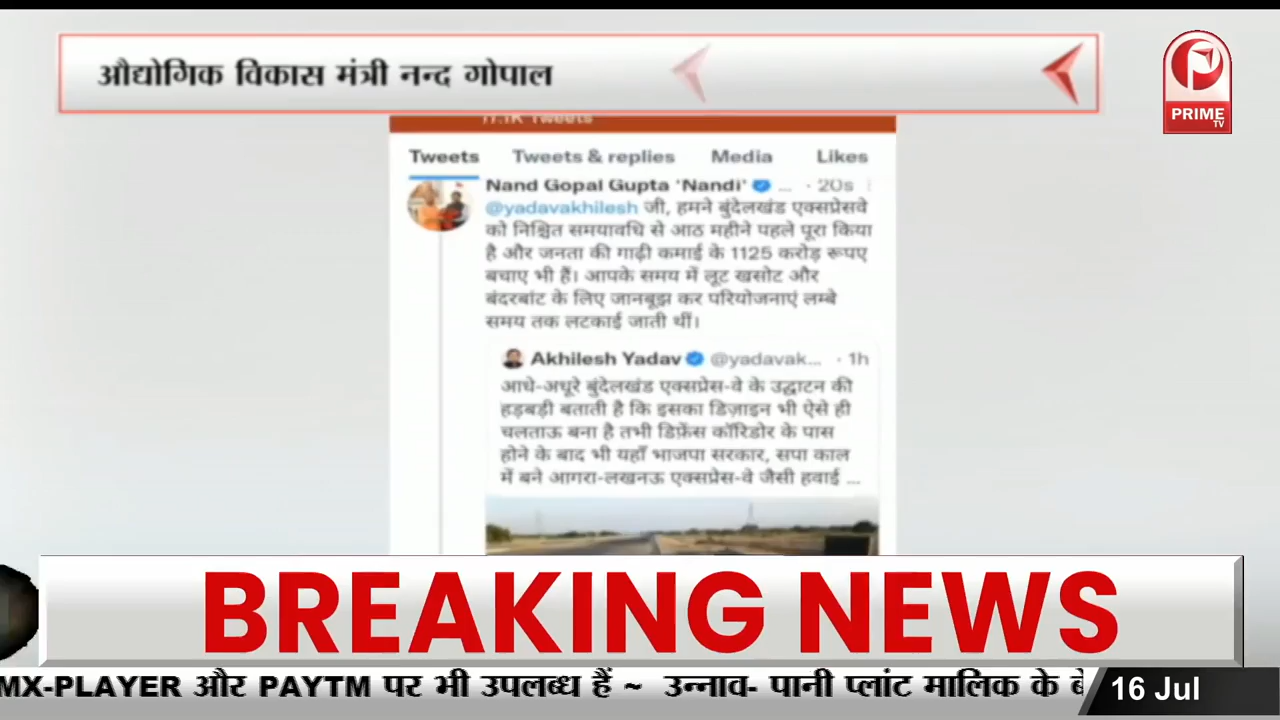 औद्योगिक विकास मंत्री नन्द गोपाल
PRIME
TV
17.1K Tweets
Tweets Tweets & replies Media Likes
Nand Gopal Gupta 'Nandi' ... · 20s
@yadavakhilesh जी, हमने बुंदेलखंड एक्सप्रेसवे
को निश्चित समयावधि से आठ महीने पहले पूरा किया
है और जनता की गाढ़ी कमाई के 1125 करोड़ रूपए
बचाए भी हैं। आपके समय में लूट खसोट और
बंदरबांट के लिए जानबूझ कर परियोजनाएं लम्बे
समय तक लटकाई जाती थीं।
Akhilesh Yadav @yadavak... · 1h
आधे-अधूरे बुंदेलखंड एक्सप्रेस-वे के उद्घाटन की
हड़बड़ी बताती है कि इसका डिज़ाइन भी ऐसे ही
चलताऊ बना है तभी डिफ़ेंस कॉरिडोर के पास
होने के बाद भी यहाँ भाजपा सरकार, सपा काल
में बने आगरा-लखनऊ एक्सप्रेस-वे जैसी हवाई ...
BREAKING NEWS
MX-PLAYER और PAYTM पर भी उपलब्ध हैं ~ उन्नाव- पानी प्लांट मालिक के
16 Jul